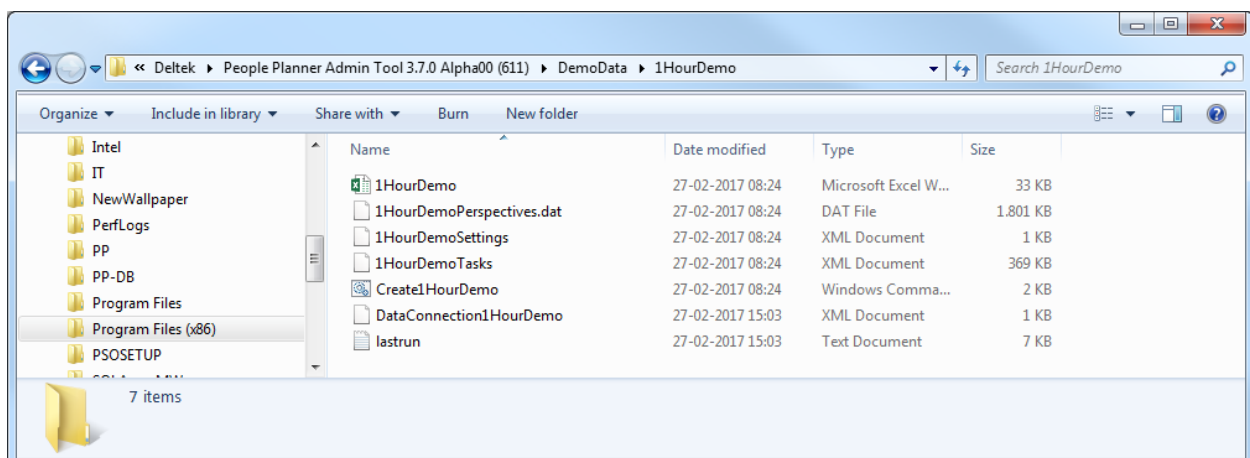 « Deltek ▸ People Planner Admin Tool 3.7.0 Alpha00 (611) ▸ DemoData ▸ 1HourDemo
Search 1HourDemo
Organize Include in library Share with Burn New folder
Intel
IT
NewWallpaper
PerfLogs
PP
PP-DB
Program Files
Program Files (x86)
PSOSETUP
Name Date modified Type Size
1HourDemo 27-02-2017 08:24 Microsoft Excel W... 33 KB
1HourDemoPerspectives.dat 27-02-2017 08:24 DAT File 1.801 KB
1HourDemoSettings 27-02-2017 08:24 XML Document 1 KB
1HourDemoTasks 27-02-2017 08:24 XML Document 369 KB
Create1HourDemo 27-02-2017 08:24 Windows Comma... 2 KB
DataConnection1HourDemo 27-02-2017 15:03 XML Document 1 KB
lastrun 27-02-2017 15:03 Text Document 7 KB
7 items